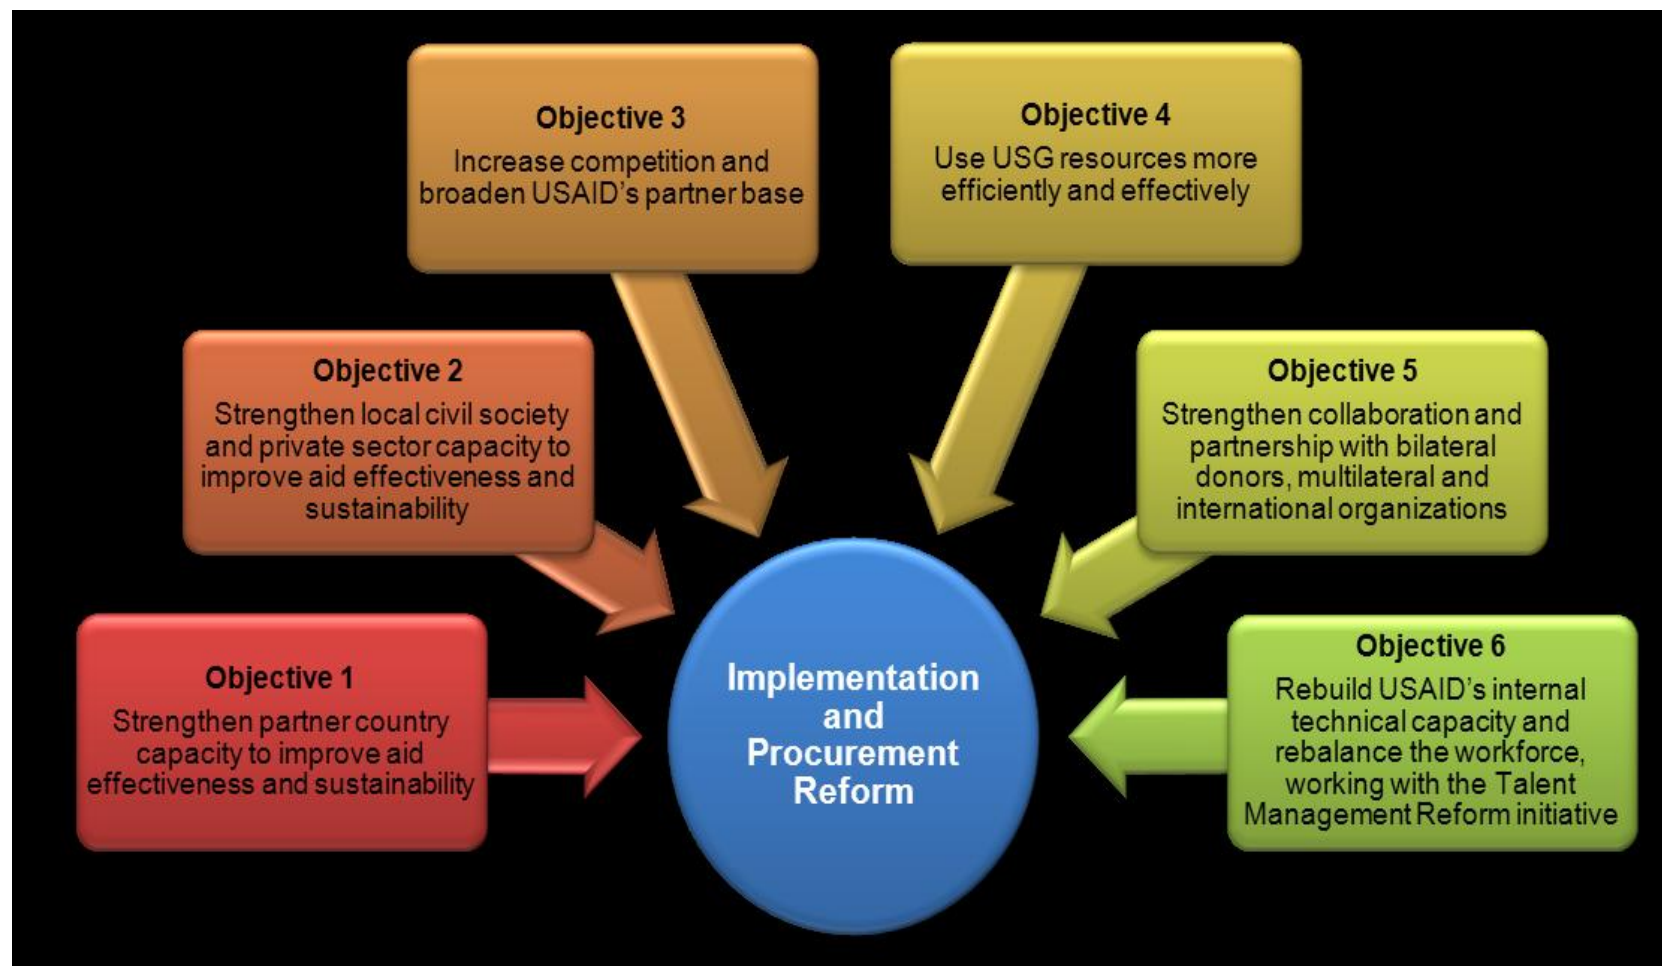 Objective 3
Increase competition and
broaden USAID's partner base
Objective 4
Use USG resources more
efficiently and effectively
Objective 2
Strengthen local civil society
and private sector capacity to
improve aid effectiveness and
sustainability
Objective 5
Strengthen collaboration and
partnership with bilateral
donors, multilateral and
international organizations
Objective 1
Strengthen partner country
capacity to improve aid
effectiveness and sustainability
Implementation
and
Procurement
Reform
Objective 6
Rebuild USAID's internal
technical capacity and
rebalance the workforce,
working with the Talent
Management Reform initiative